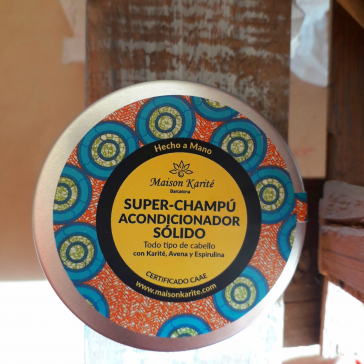 Hecho a Mano
Maison Karité
Barcelona
SUPER-CHAMPÚ
ACONDICIONADOR
SÓLIDO
Todo tipo de cabello
con Karité, Avena y Espirulina
CERTIFICADO CAAE
www.maisonkarite.com